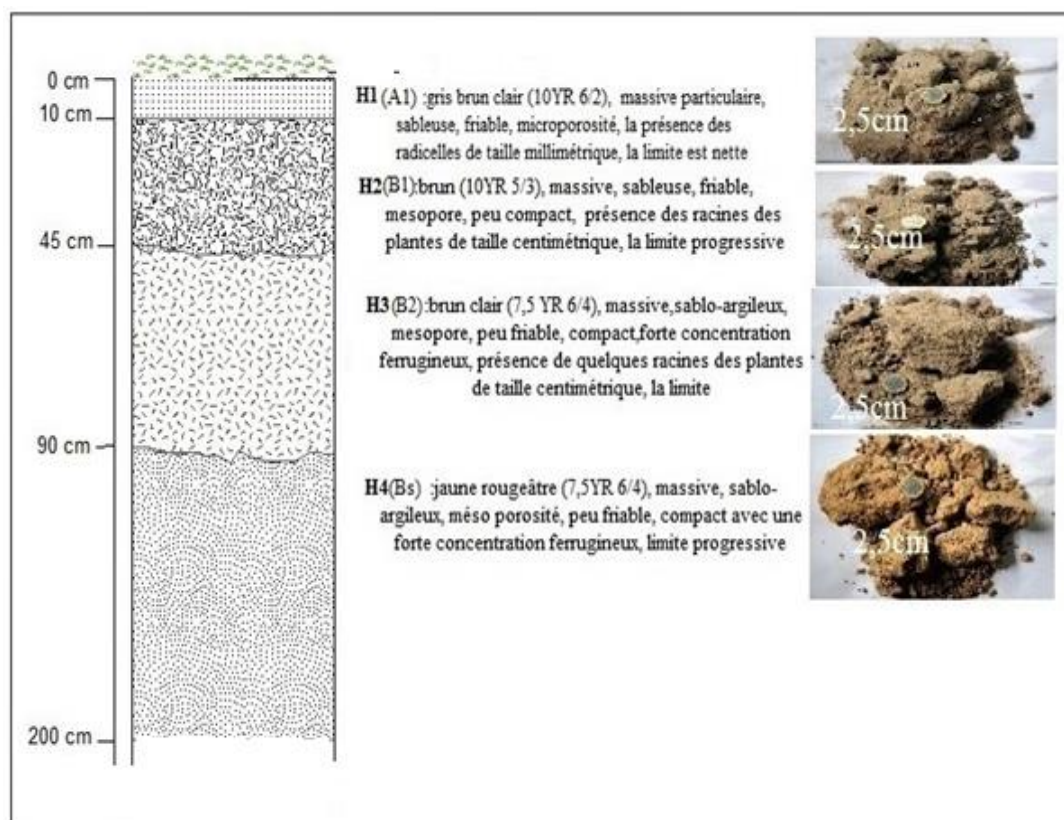 0 cm
10 cm
45 cm
90 cm
200 cm
H1 (A1) :gris brun clair (10YR 6/2), massive particulaire,
sableuse, friable, microporosité, la présence des
radicelles de taille millimétrique, la limite est nette
H2(B1):brun (10YR 5/3), massive, sableuse, friable,
mesopore, peu compact, présence des racines des
plantes de taille centimétrique, la limite progressive
H3(B2):brun clair (7,5 YR 6/4), massive,sablo-argileux,
mesopore, peu friable, compact,forte concentration
ferrugineux, présence de quelques racines des plantes
de taille centimétrique, la limite
H4(Bs) :jaune rougeâtre (7,5YR 6/4), massive, sablo-
argileux, méso porosité, peu friable, compact avec une
forte concentration ferrugineux, limite progressive
2,5cm
2,5cm
2,5cm
2,5cm